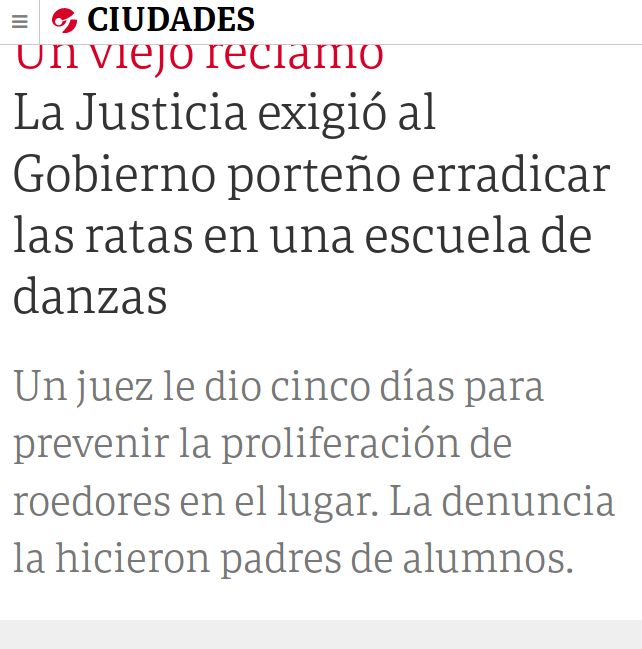 CIUDADES
Un viejo reclamo
La Justicia exigió al
Gobierno porteño erradicar
las ratas en una escuela de
danzas
Un juez le dio cinco días para
prevenir la proliferación de
roedores en el lugar. La denuncia
la hicieron padres de alumnos.